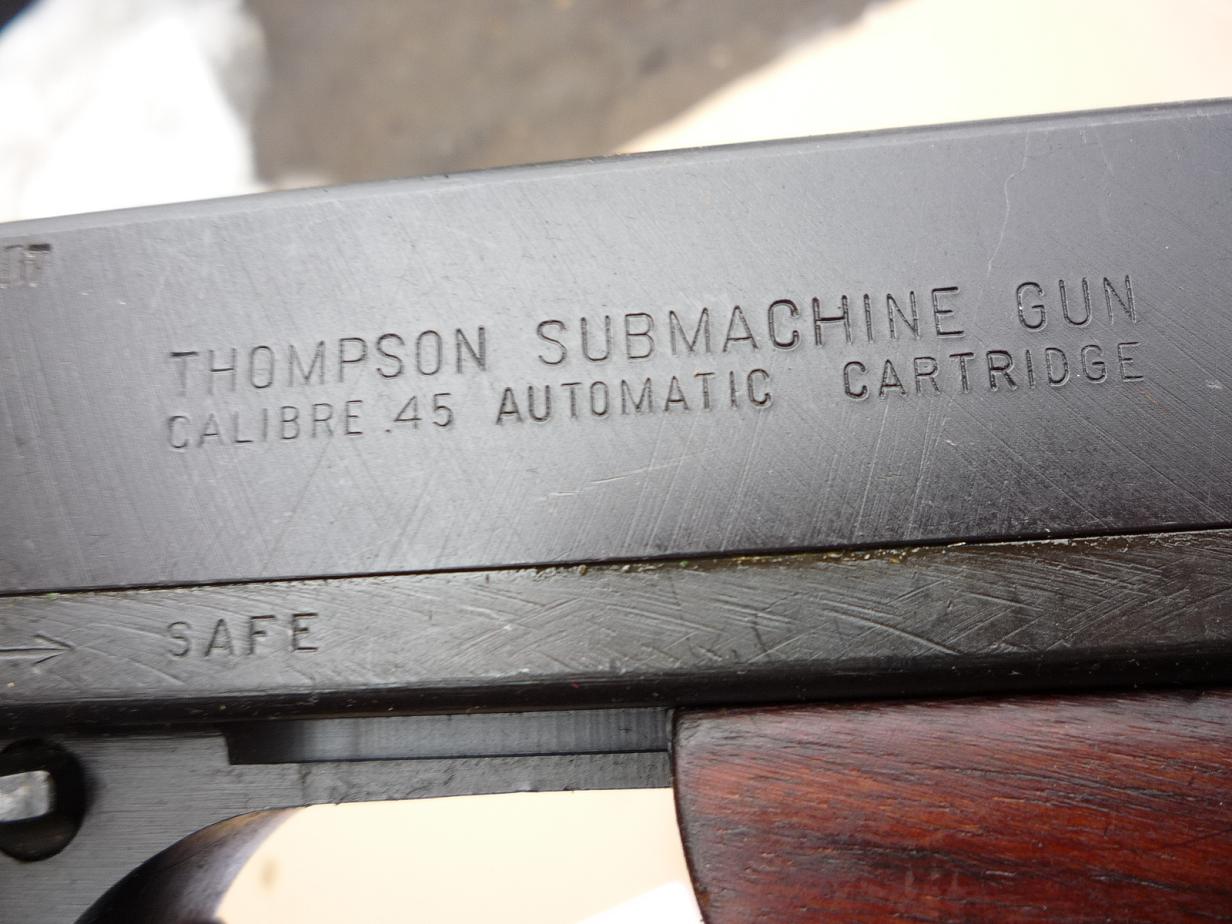 THOMPSON SUBMACHINE GUN
CALIBRE .45 AUTOMATIC CARTRIDGE
SAFE